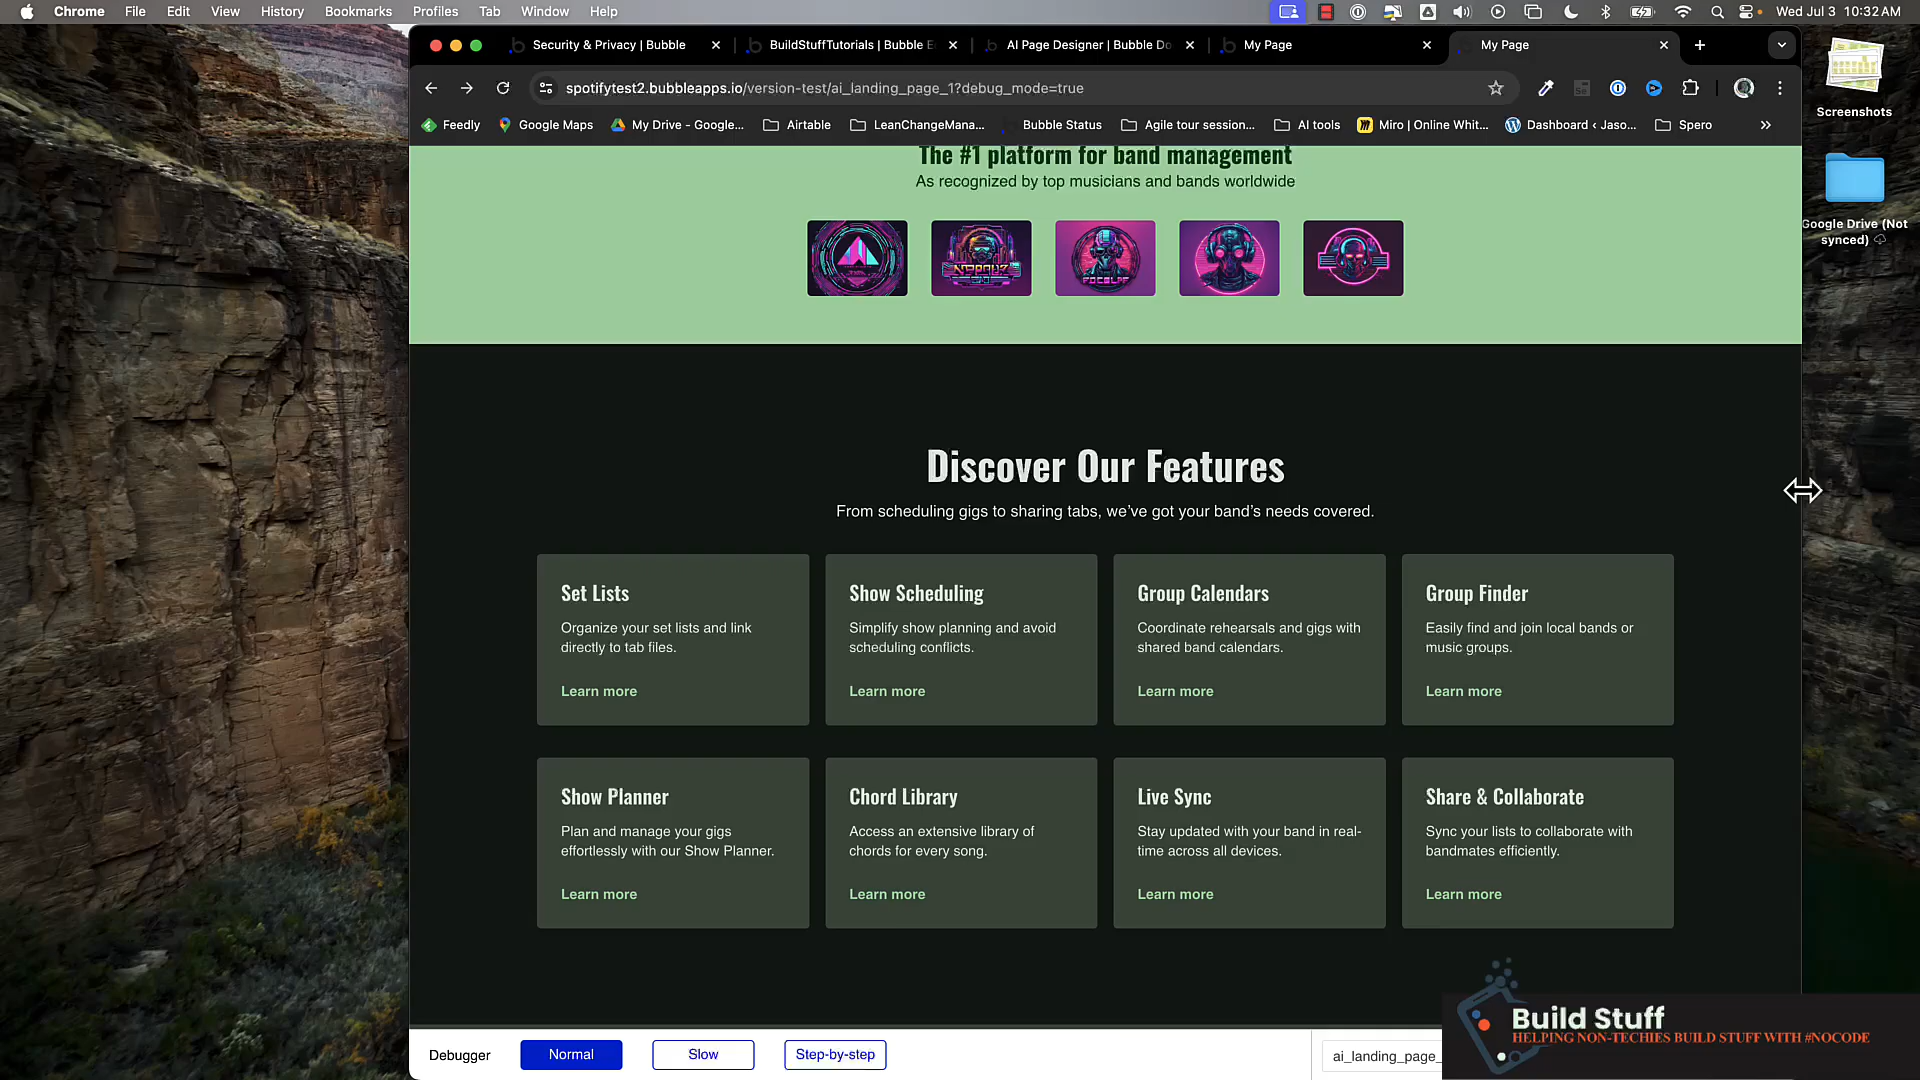 Chrome File Edit View History Bookmarks Profiles Tab Window Help Wed Jul 3 10:32 AM
Security & Privacy | Bubble BuildStuffTutorials | Bubble E AI Page Designer | Bubble Do My Page My Page
spotifytest2.bubbleapps.io/version-test/ai_landing_page_1?debug_mode=true
Feedly Google Maps My Drive - Google... Airtable LeanChangeMana... Bubble Status Agile tour session... AI tools Miro | Online Whit... Dashboard ‹ Jaso... Spero »
Screenshots
Google Drive (Not
synced)
The #1 platform for band management
As recognized by top musicians and bands worldwide
Discover Our Features
From scheduling gigs to sharing tabs, we've got your band's needs covered.
Set Lists Show Scheduling Group Calendars Group Finder
Organize your set lists and link Simplify show planning and avoid Coordinate rehearsals and gigs with Easily find and join local bands or
directly to tab files. scheduling conflicts. shared band calendars. music groups.
Learn more Learn more Learn more Learn more
Show Planner Chord Library Live Sync Share & Collaborate
Plan and manage your gigs Access an extensive library of Stay updated with your band in real- Sync your lists to collaborate with
effortlessly with our Show Planner. chords for every song. time across all devices. bandmates efficiently.
Learn more Learn more Learn more Learn more
Debugger Normal Slow Step-by-step ai_landing_page_
Build Stuff
HELPING NON-TECHIES BUILD STUFF WITH #NOCODE